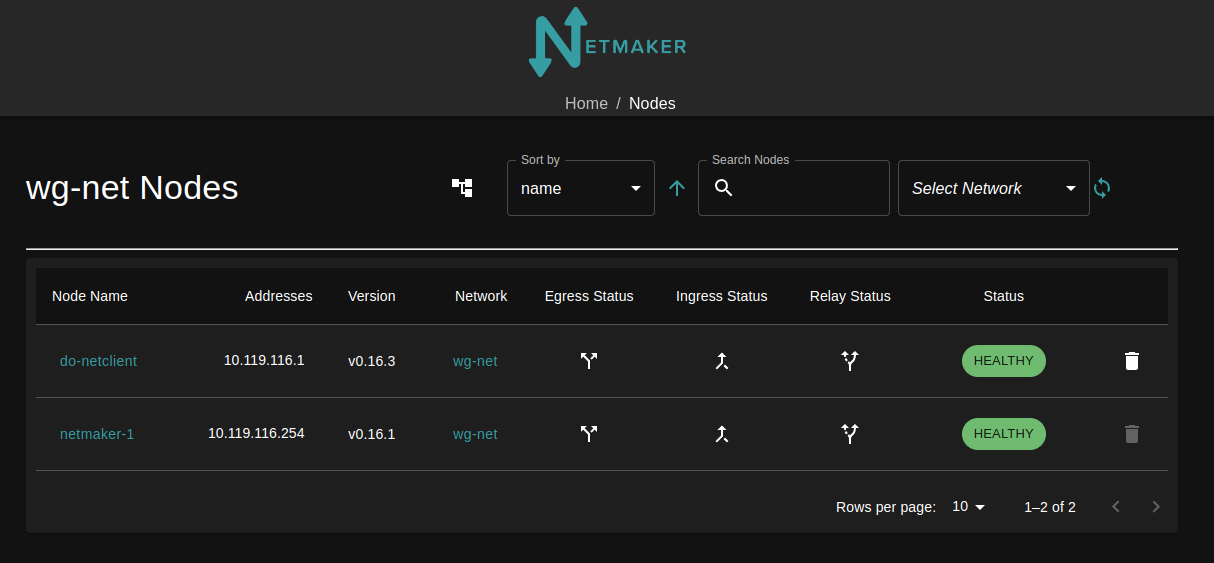 NETMAKER
Home / Nodes
wg-net Nodes
Sort by
name
Search Nodes
Select Network
Node Name Addresses Version Network Egress Status Ingress Status Relay Status Status
do-netclient 10.119.116.1 v0.16.3 wg-net HEALTHY
netmaker-1 10.119.116.254 v0.16.1 wg-net HEALTHY
Rows per page: 10 1–2 of 2